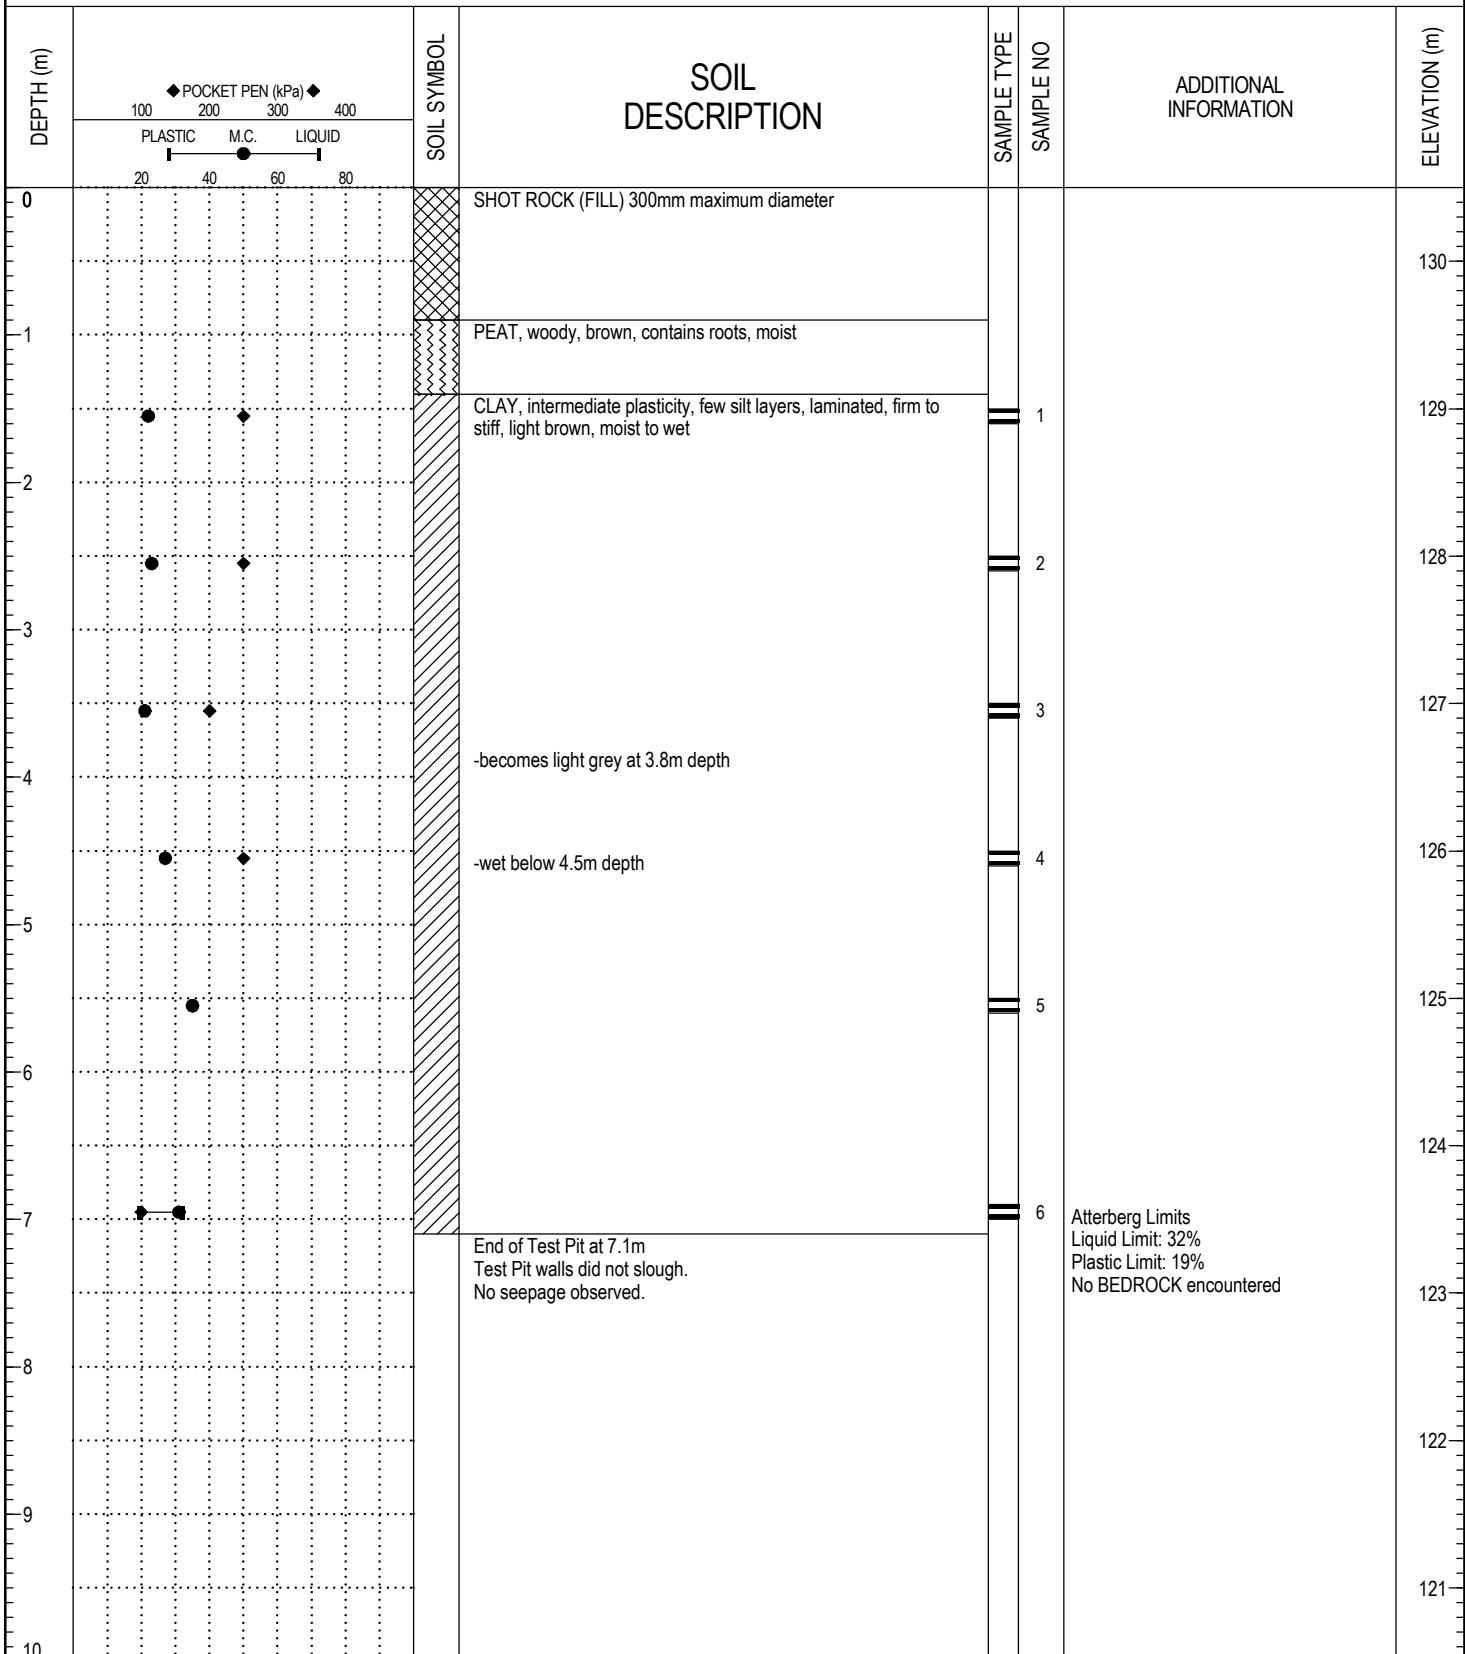 DEPTH (m)
◆ POCKET PEN (kPa) ◆
100 200 300 400
PLASTIC M.C. LIQUID
20 40 60 80
SOIL SYMBOL
SOIL
DESCRIPTION
SAMPLE TYPE
SAMPLE NO
ADDITIONAL
INFORMATION
ELEVATION (m)
0
SHOT ROCK (FILL) 300mm maximum diameter
130
1
PEAT, woody, brown, contains roots, moist
CLAY, intermediate plasticity, few silt layers, laminated, firm to
stiff, light brown, moist to wet
1
129
2
2
128
3
3
127
-becomes light grey at 3.8m depth
4
-wet below 4.5m depth
4
126
5
5
125
6
124
7
6
Atterberg Limits
Liquid Limit: 32%
Plastic Limit: 19%
No BEDROCK encountered
End of Test Pit at 7.1m
Test Pit walls did not slough.
No seepage observed.
123
8
122
9
121
10